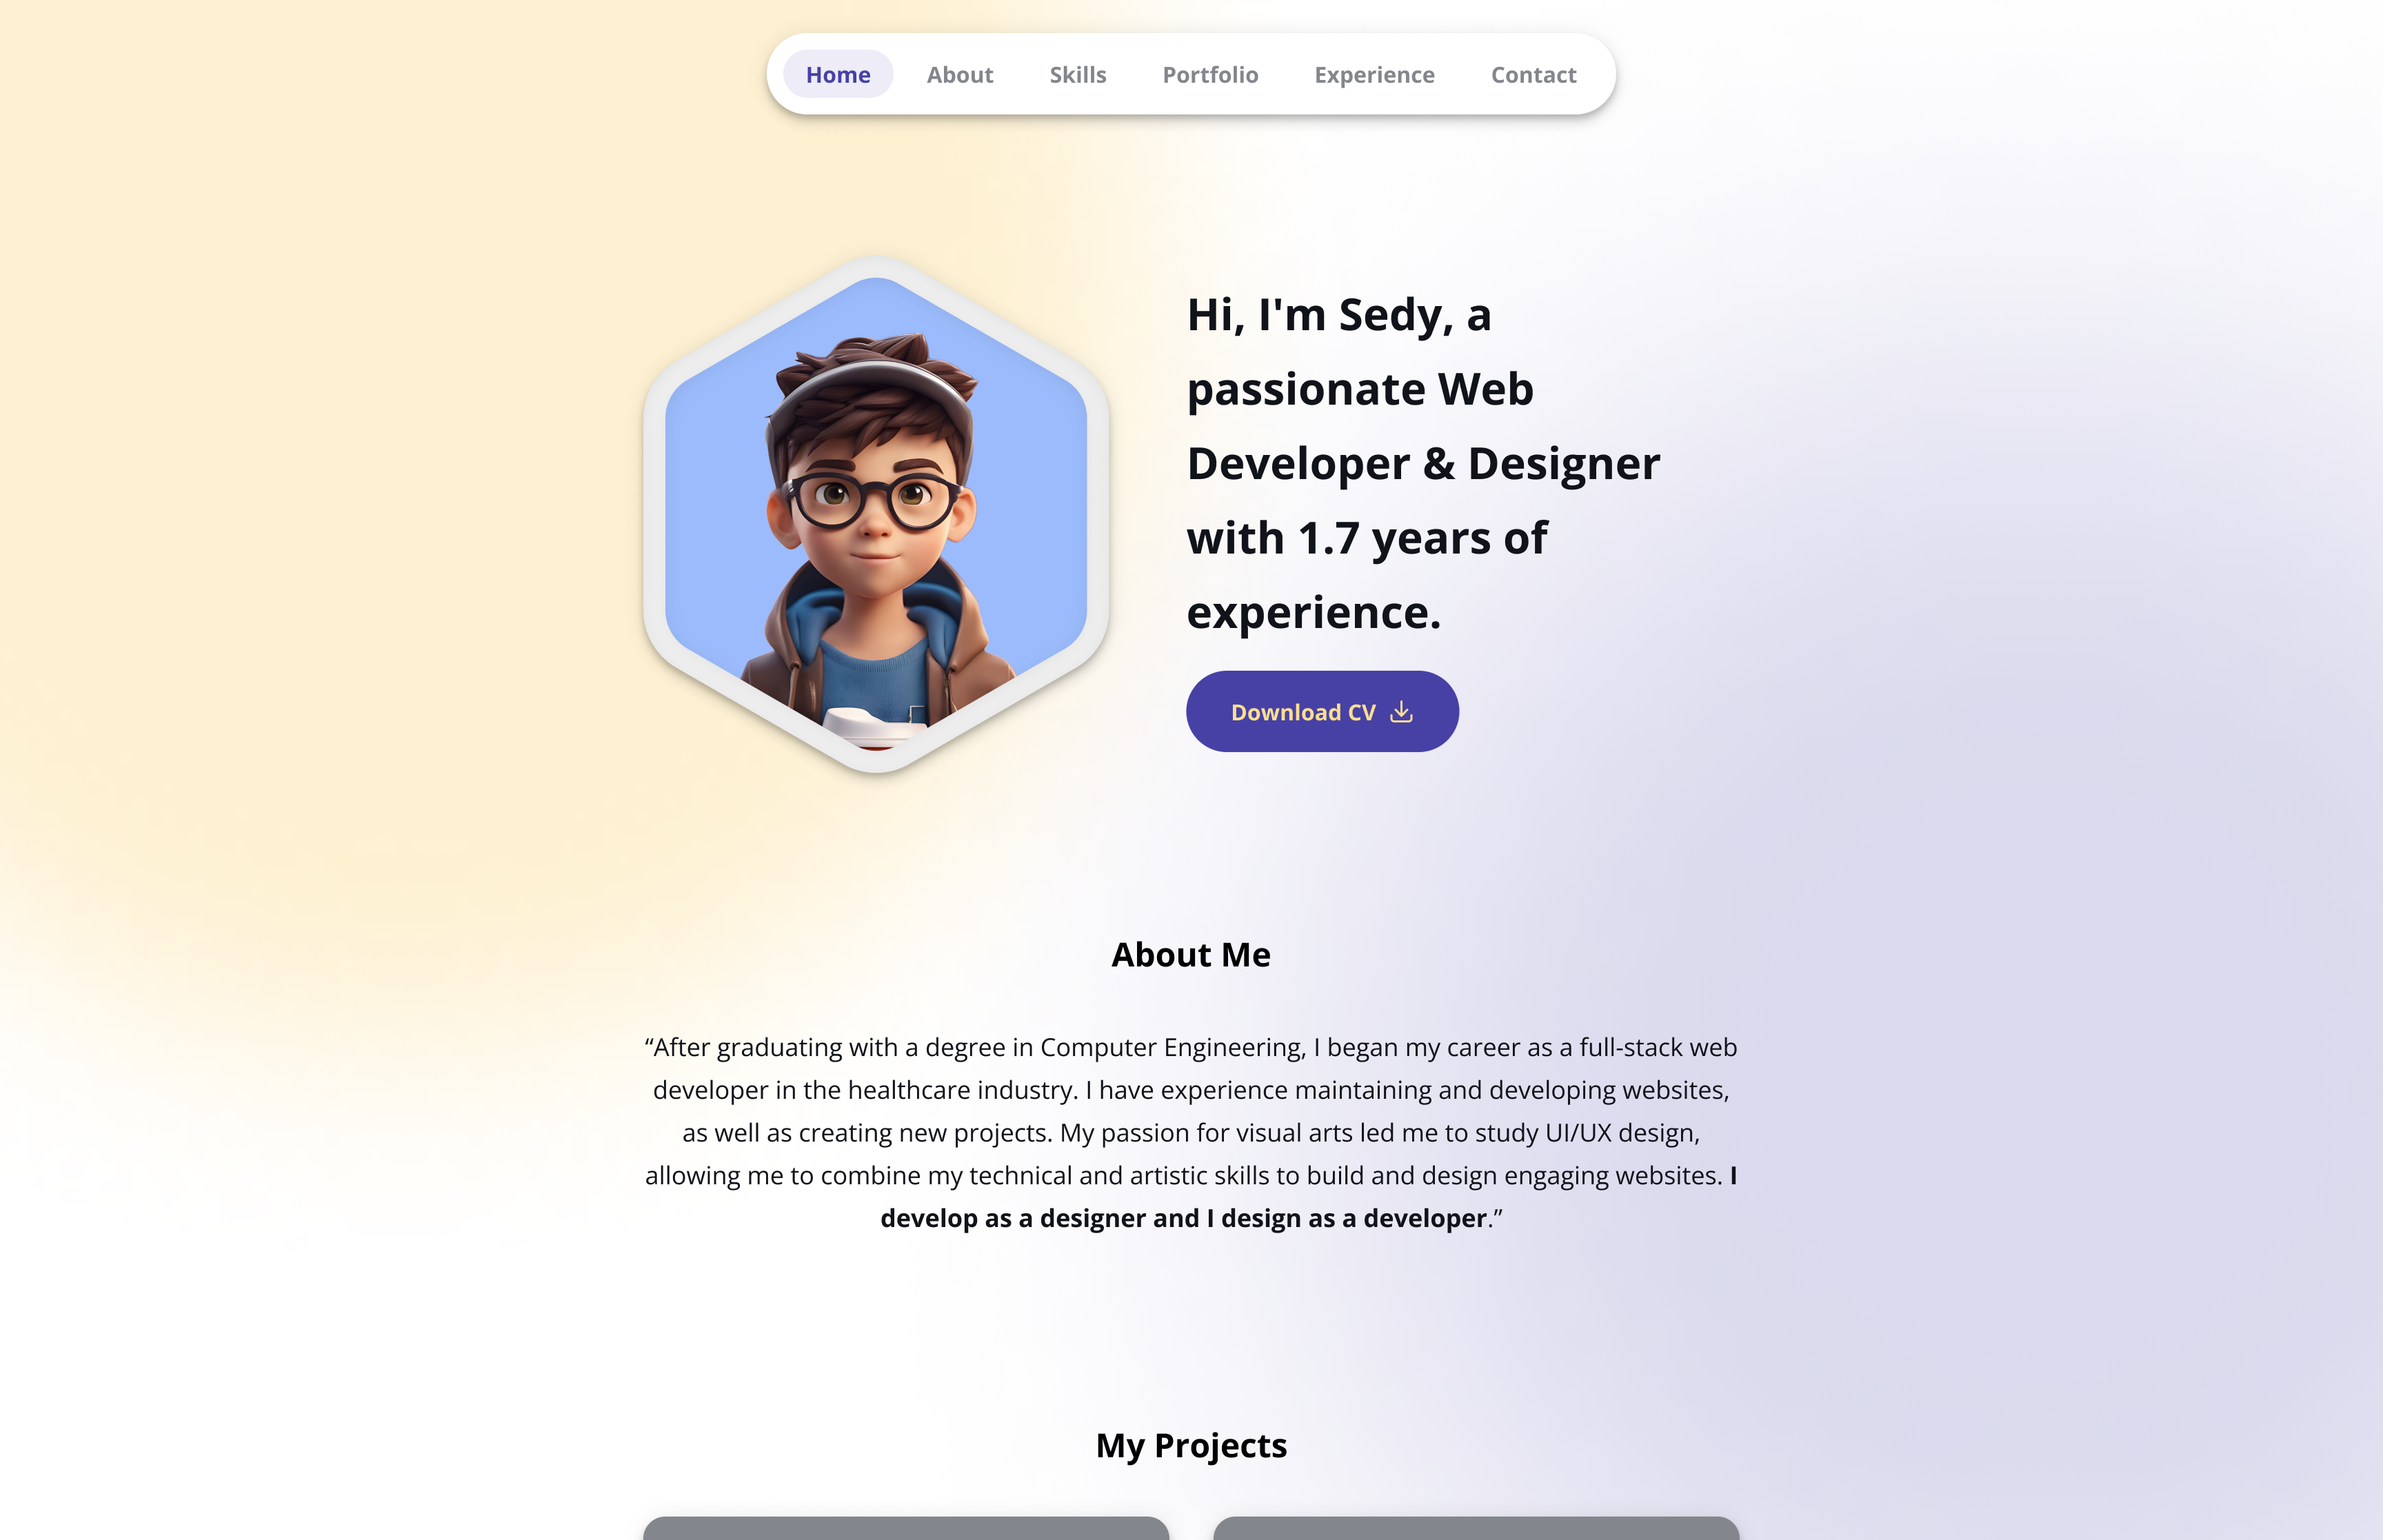 Home About Skills Portfolio Experience Contact
Hi, I'm Sedy, a
passionate Web
Developer & Designer
with 1.7 years of
experience.
Download CV
About Me
“After graduating with a degree in Computer Engineering, I began my career as a full-stack web
developer in the healthcare industry. I have experience maintaining and developing websites,
as well as creating new projects. My passion for visual arts led me to study UI/UX design,
allowing me to combine my technical and artistic skills to build and design engaging websites. I
develop as a designer and I design as a developer.”
My Projects